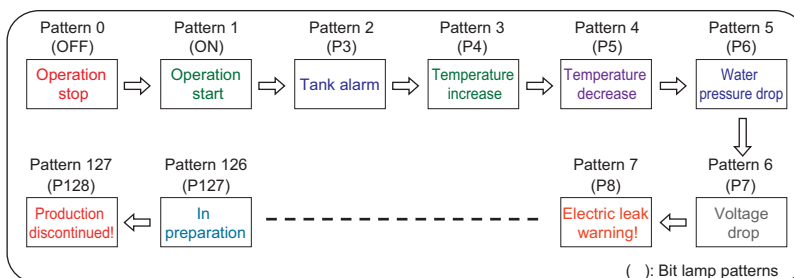 Pattern 0
(OFF)
Operation
stop
Pattern 1
(ON)
Operation
start
Pattern 2
(P3)
Tank alarm
Pattern 3
(P4)
Temperature
increase
Pattern 4
(P5)
Temperature
decrease
Pattern 5
(P6)
Water
pressure drop
Pattern 6
(P7)
Voltage
drop
Pattern 7
(P8)
Electric leak
warning!
Pattern 126
(P127)
In
preparation
Pattern 127
(P128)
Production
discontinued!
( ): Bit lamp patterns